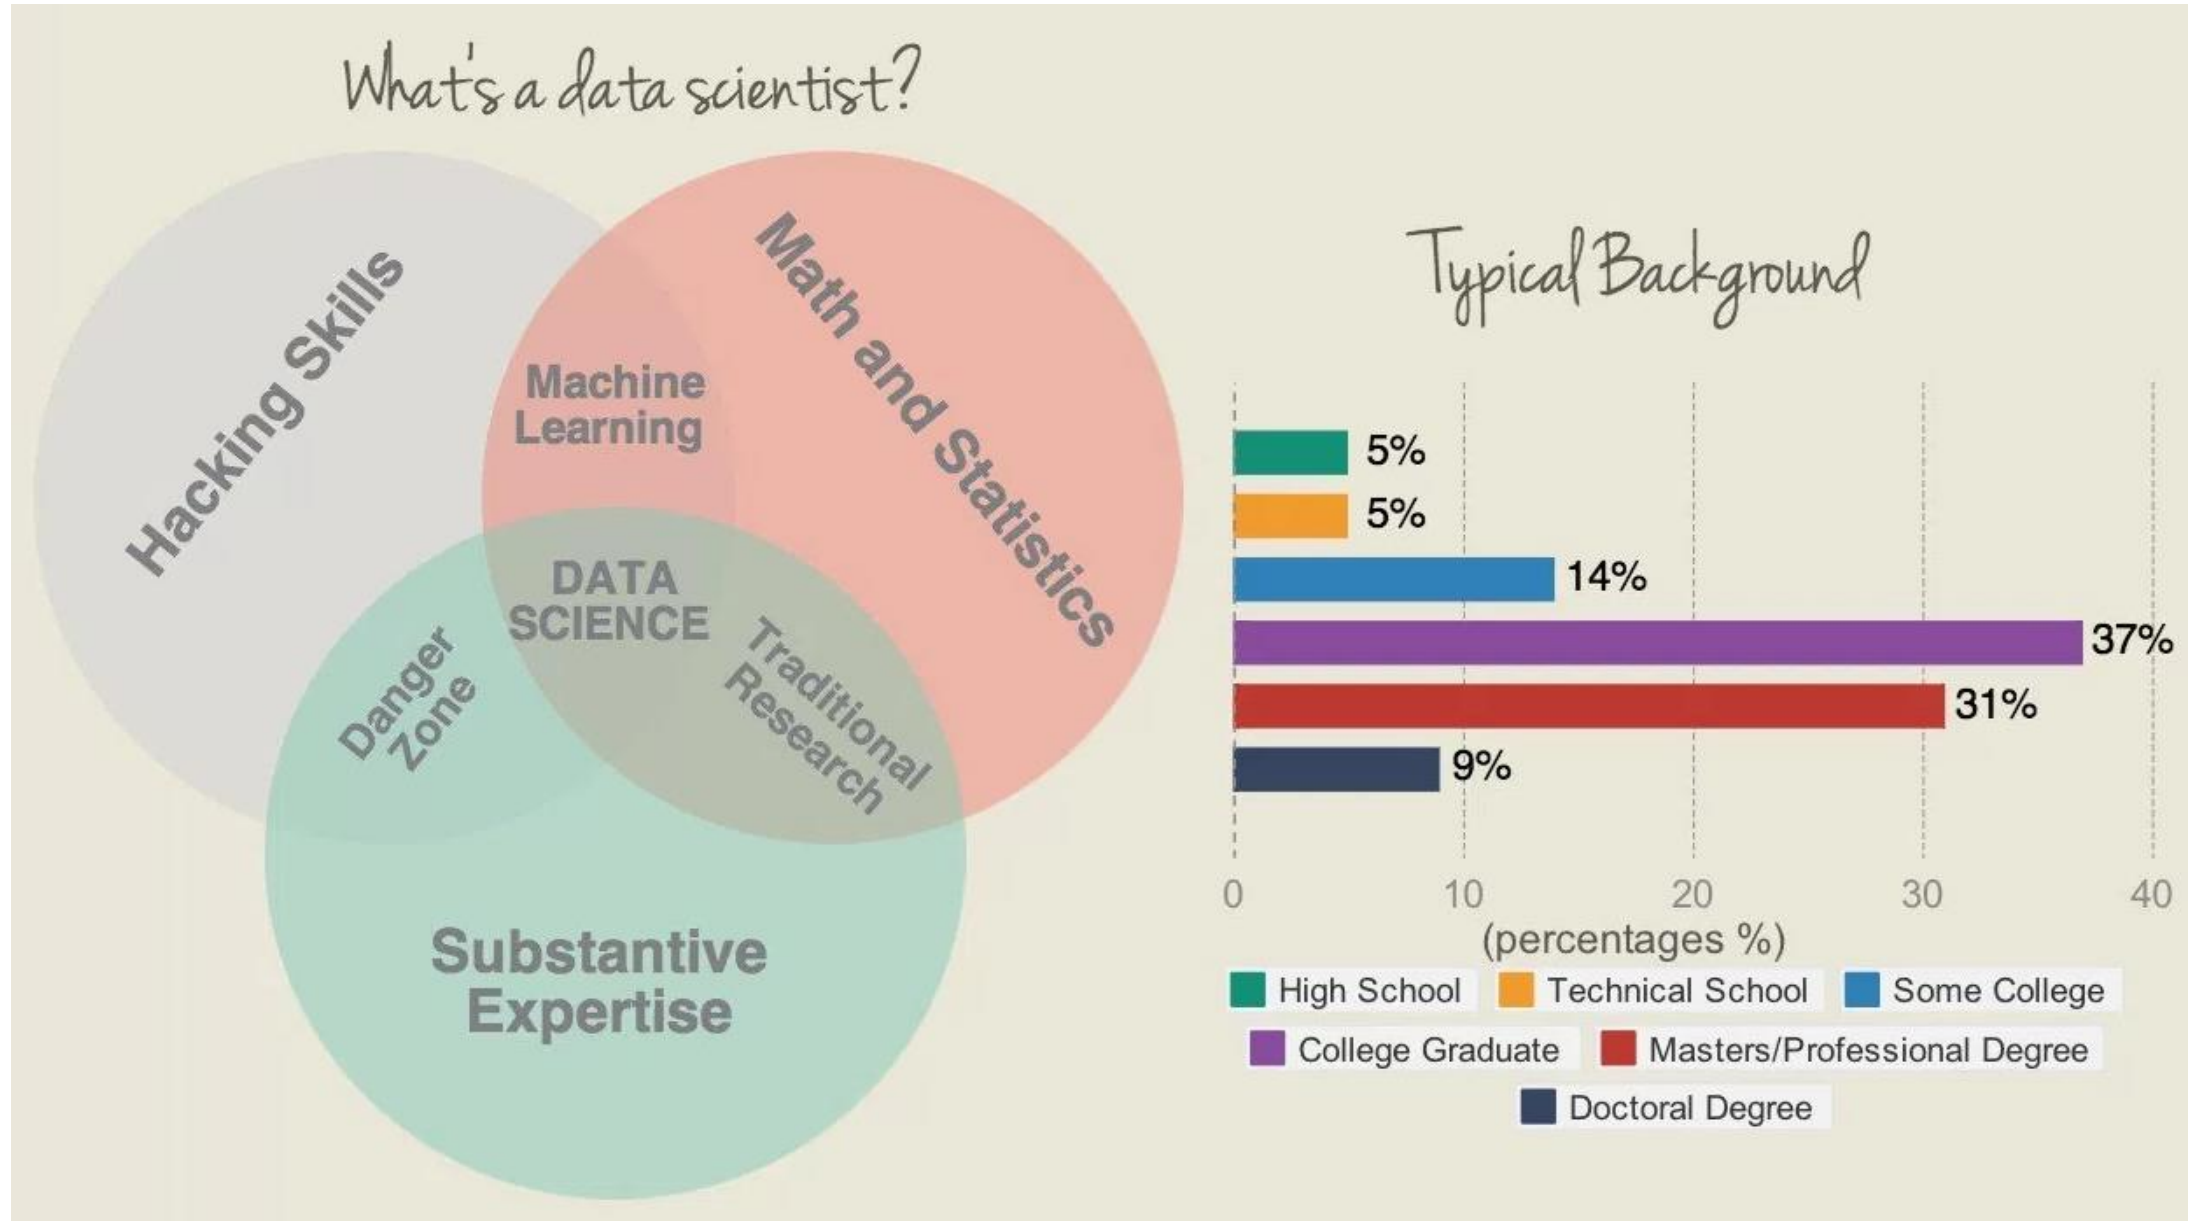 What's a data scientist?
Hacking Skills
Math and Statistics
Machine
Learning
DATA
SCIENCE
Danger
Zone
Traditional
Research
Substantive
Expertise
Typical Background
5%
5%
14%
37%
31%
9%
0 10 20 30 40
(percentages %)
High School Technical School Some College
College Graduate Masters/Professional Degree
Doctoral Degree